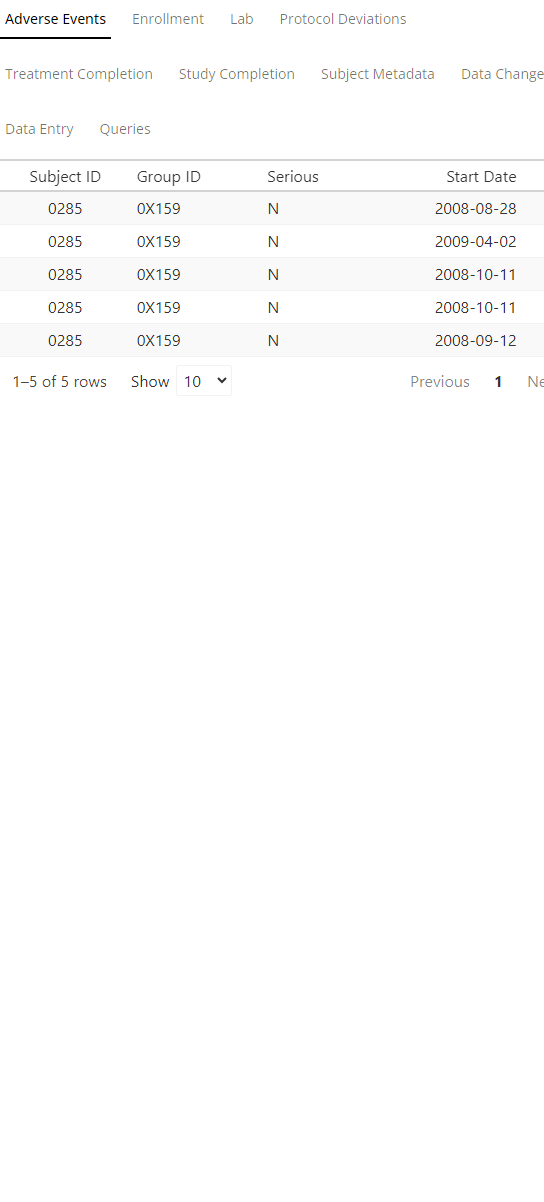 Adverse Events Enrollment Lab Protocol Deviations
Treatment Completion Study Completion Subject Metadata Data Change
Data Entry Queries
Subject ID Group ID Serious Start Date
0285 0X159 N 2008-08-28
0285 0X159 N 2009-04-02
0285 0X159 N 2008-10-11
0285 0X159 N 2008-10-11
0285 0X159 N 2008-09-12
1–5 of 5 rows Show 10 Previous 1 Ne